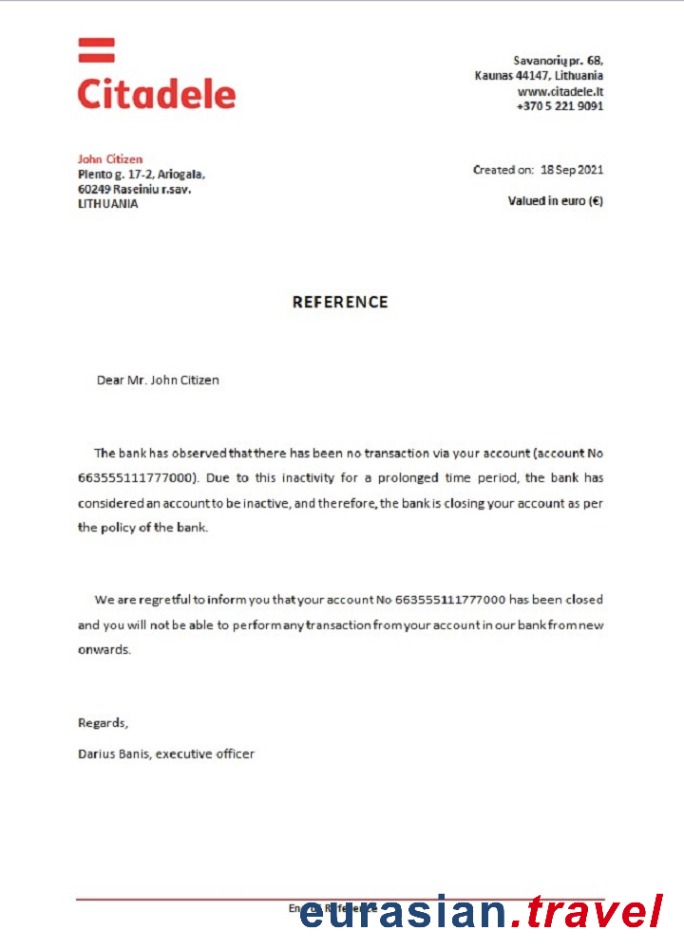 Citadele
Savanorių pr. 68,
Kaunas 44147, Lithuania
www.citadele.lt
+370 5 221 9091
John Citizen
Plento g. 17-2, Ariogala,
60249 Raseiniu r.sav.
LITHUANIA
Created on: 18 Sep 2021
Valued in euro (€)
REFERENCE
Dear Mr. John Citizen
The bank has observed that there has been no transaction via your account (account No
663555111777000). Due to this inactivity for a prolonged time period, the bank has
considered an account to be inactive, and therefore, the bank is closing your account as per
the policy of the bank.
We are regretful to inform you that your account No 663555111777000 has been closed
and you will not be able to perform any transaction from your account in our bank from new
onwards.
Regards,
Darius Banis, executive officer
eurasian.travel